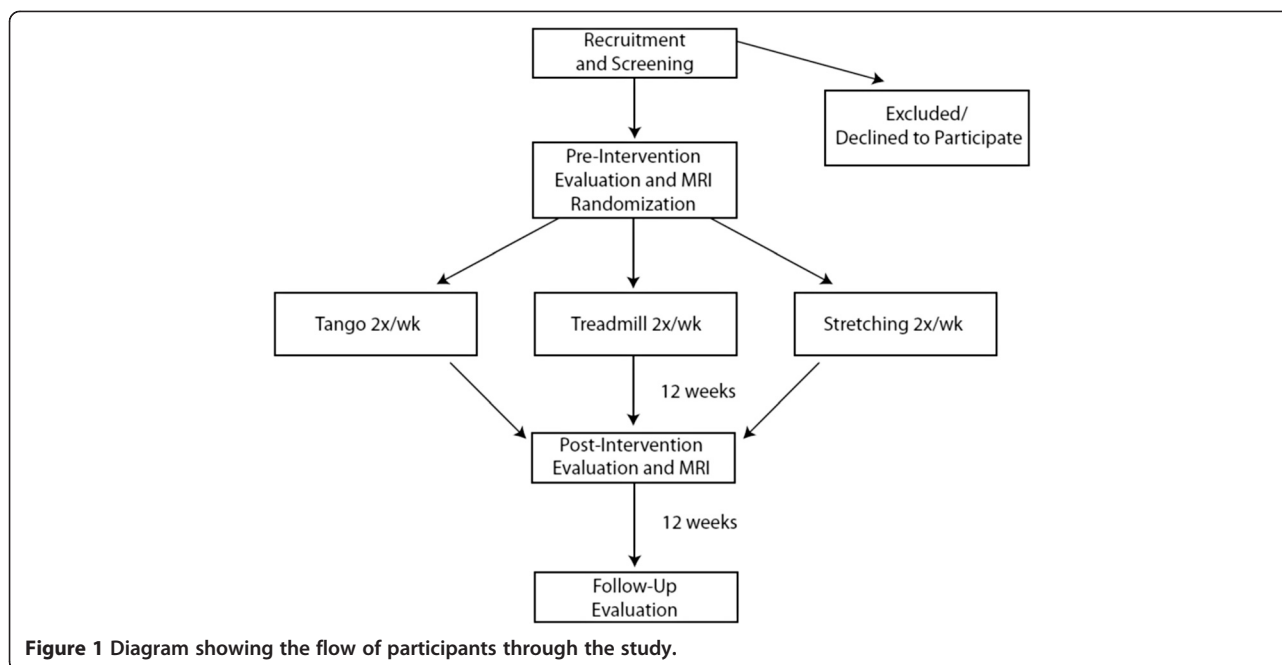 Recruitment
and Screening
Excluded/
Declined to Participate
Pre-Intervention
Evaluation and MRI
Randomization
Tango 2x/wk
Treadmill 2x/wk
Stretching 2x/wk
12 weeks
Post-Intervention
Evaluation and MRI
12 weeks
Follow-Up
Evaluation
Figure 1 Diagram showing the flow of participants through the study.